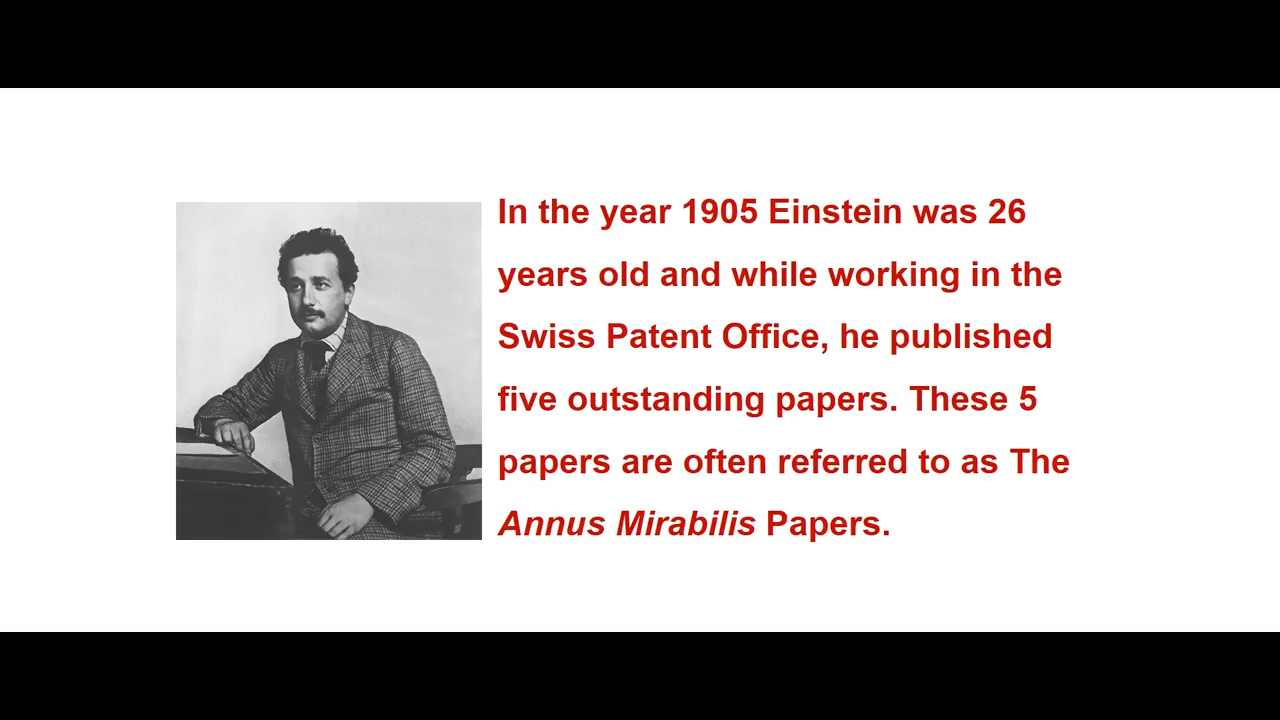 In the year 1905 Einstein was 26
years old and while working in the
Swiss Patent Office, he published
five outstanding papers. These 5
papers are often referred to as The
Annus Mirabilis Papers.